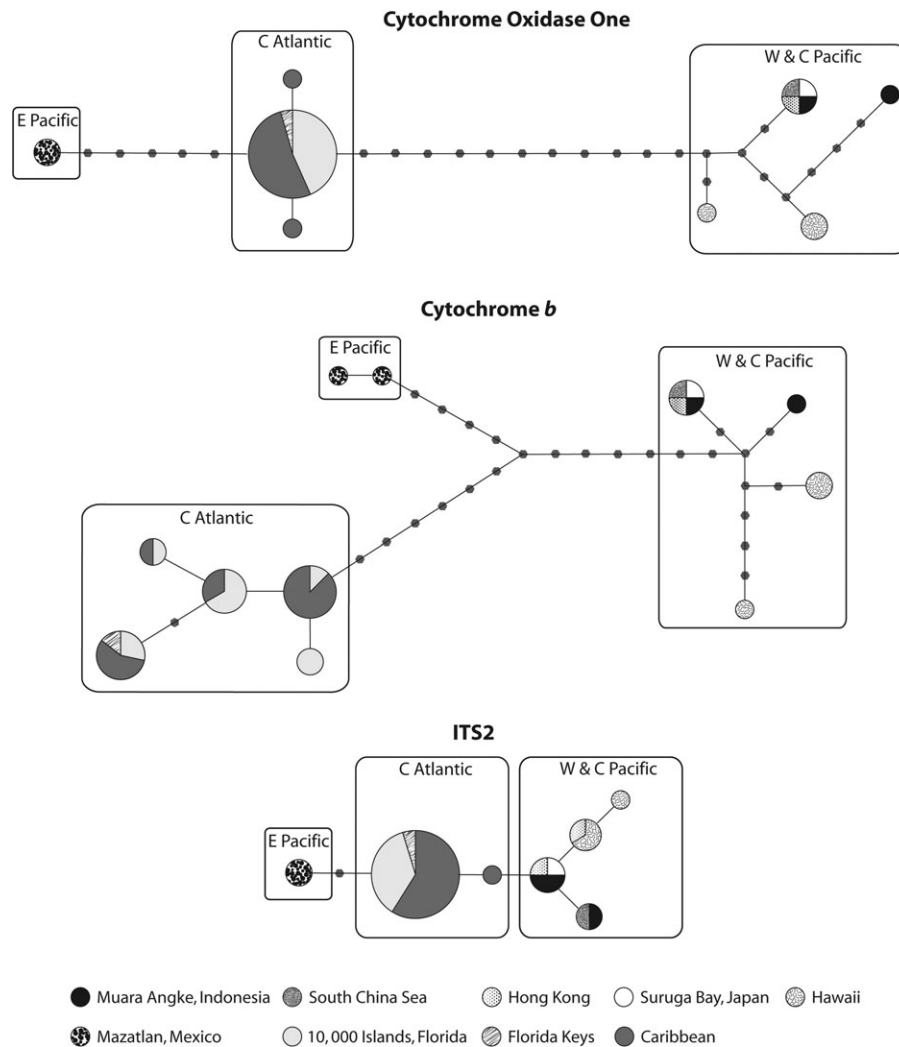 Cytochrome Oxidase One
C Atlantic
W & C Pacific
E Pacific
Cytochrome b
E Pacific
W & C Pacific
C Atlantic
ITS2
C Atlantic
W & C Pacific
E Pacific
Muara Angke, Indonesia
South China Sea
Hong Kong
Suruga Bay, Japan
Hawaii
Mazatlan, Mexico
10,000 Islands, Florida
Florida Keys
Caribbean